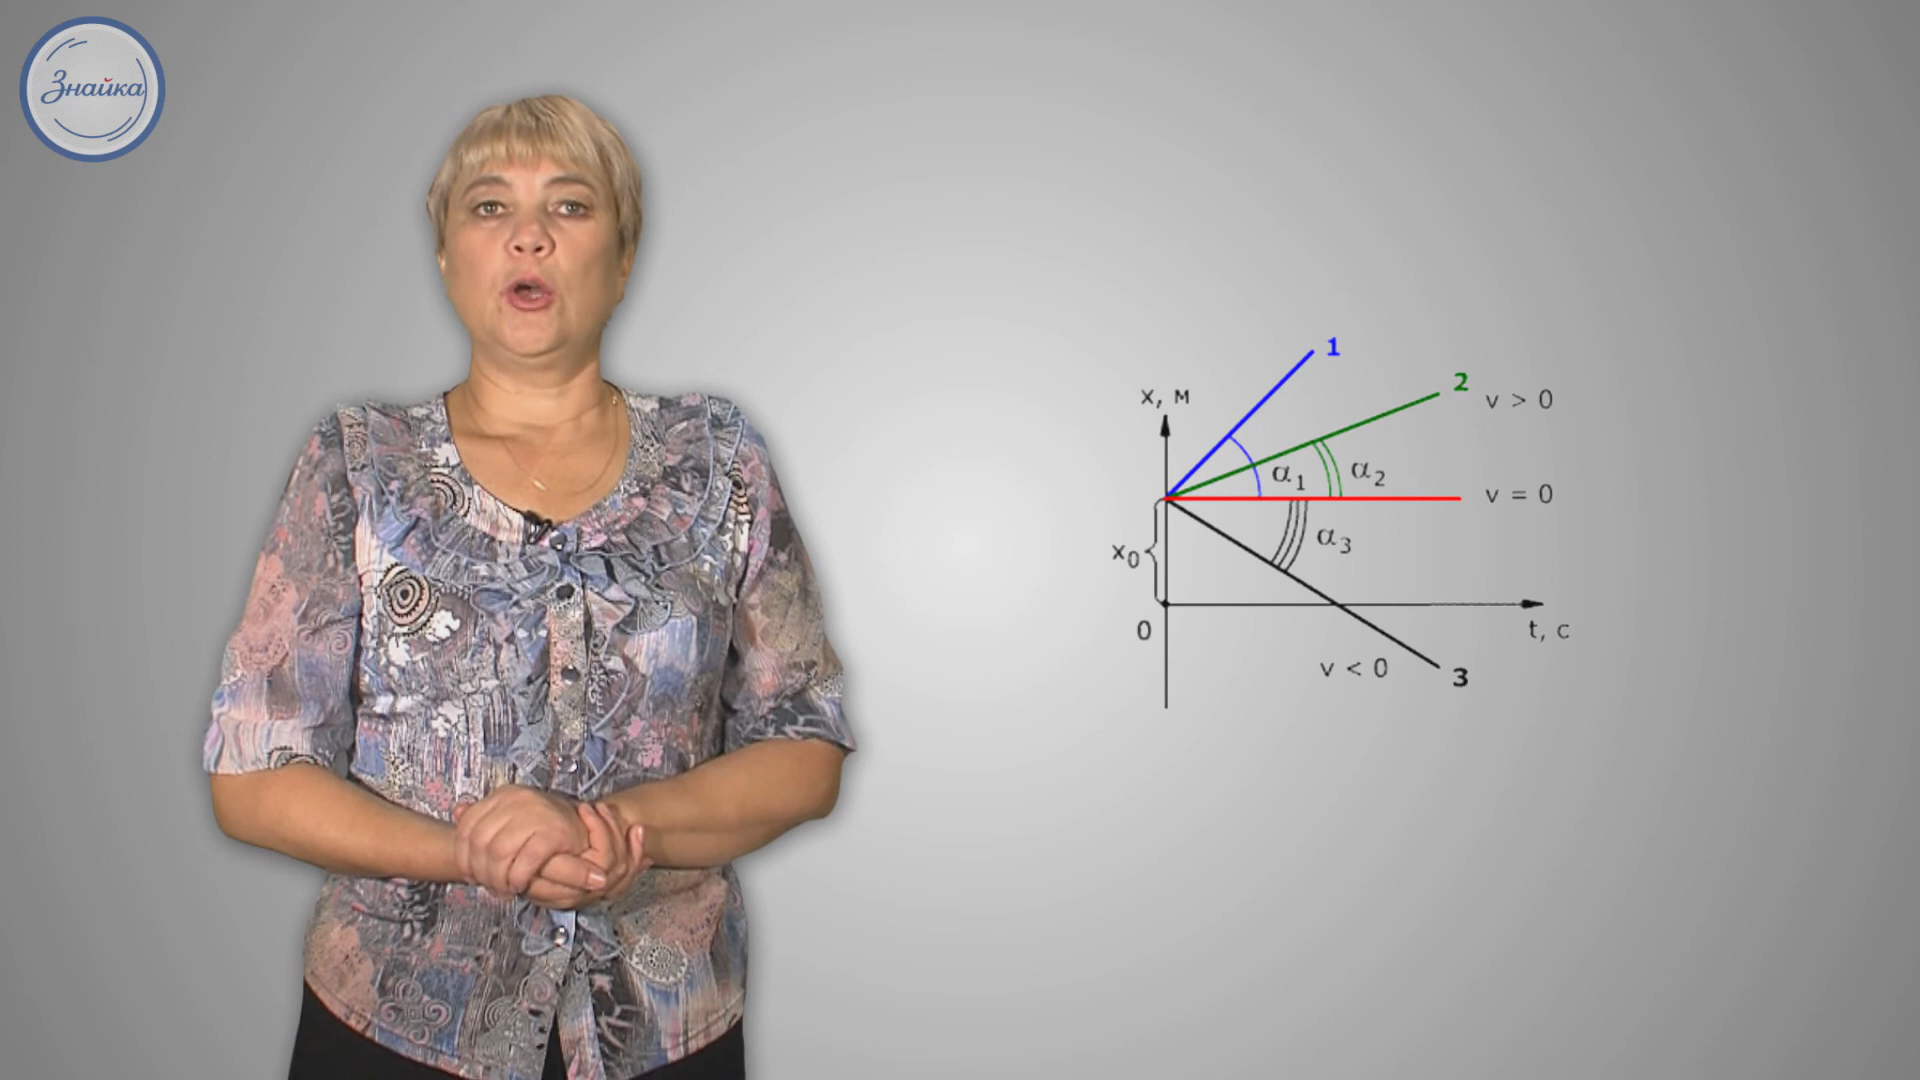 Знайка
1
2
x, м
v > 0
α1
α2
v = 0
x0
α3
0
t, c
v < 0
3